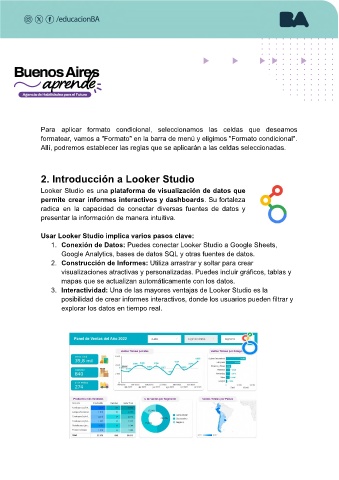 /educacionBA
BA
Buenos Aires
aprende
Agencia de Habilidades para el Futuro
Para aplicar formato condicional, seleccionamos las celdas que deseamos
formatear, vamos a "Formato" en la barra de menú y eligimos "Formato condicional".
Allí, podremos establecer las reglas que se aplicarán a las celdas seleccionadas.
2. Introducción a Looker Studio
Looker Studio es una plataforma de visualización de datos que
permite crear informes interactivos y dashboards. Su fortaleza
radica en la capacidad de conectar diversas fuentes de datos y
presentar la información de manera intuitiva.
Usar Looker Studio implica varios pasos clave:
1. Conexión de Datos: Puedes conectar Looker Studio a Google Sheets,
Google Analytics, bases de datos SQL y otras fuentes de datos.
2. Construcción de Informes: Utiliza arrastrar y soltar para crear
visualizaciones atractivas y personalizadas. Puedes incluir gráficos, tablas y
mapas que se actualizan automáticamente con los datos.
3. Interactividad: Una de las mayores ventajas de Looker Studio es la
posibilidad de crear informes interactivos, donde los usuarios pueden filtrar y
explorar los datos en tiempo real.
Panel de Ventas del Año 2022